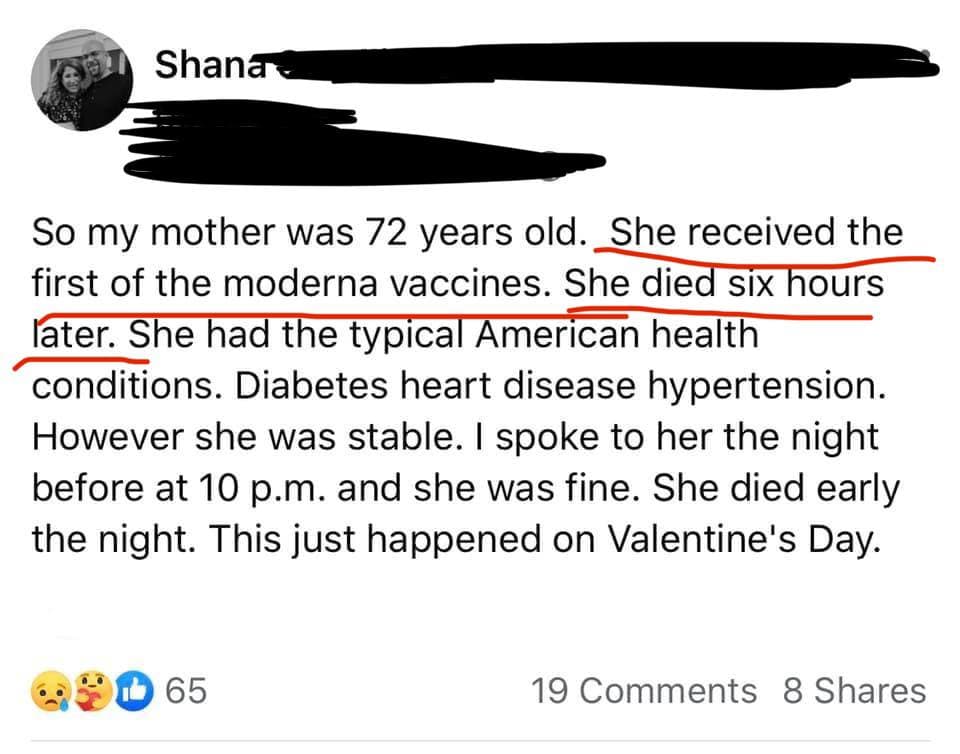 Shana
So my mother was 72 years old. She received the
first of the moderna vaccines. She died six hours
later. She had the typical American health
conditions. Diabetes heart disease hypertension.
However she was stable. I spoke to her the night
before at 10 p.m. and she was fine. She died early
the night. This just happened on Valentine's Day.
65
19 Comments 8 Shares